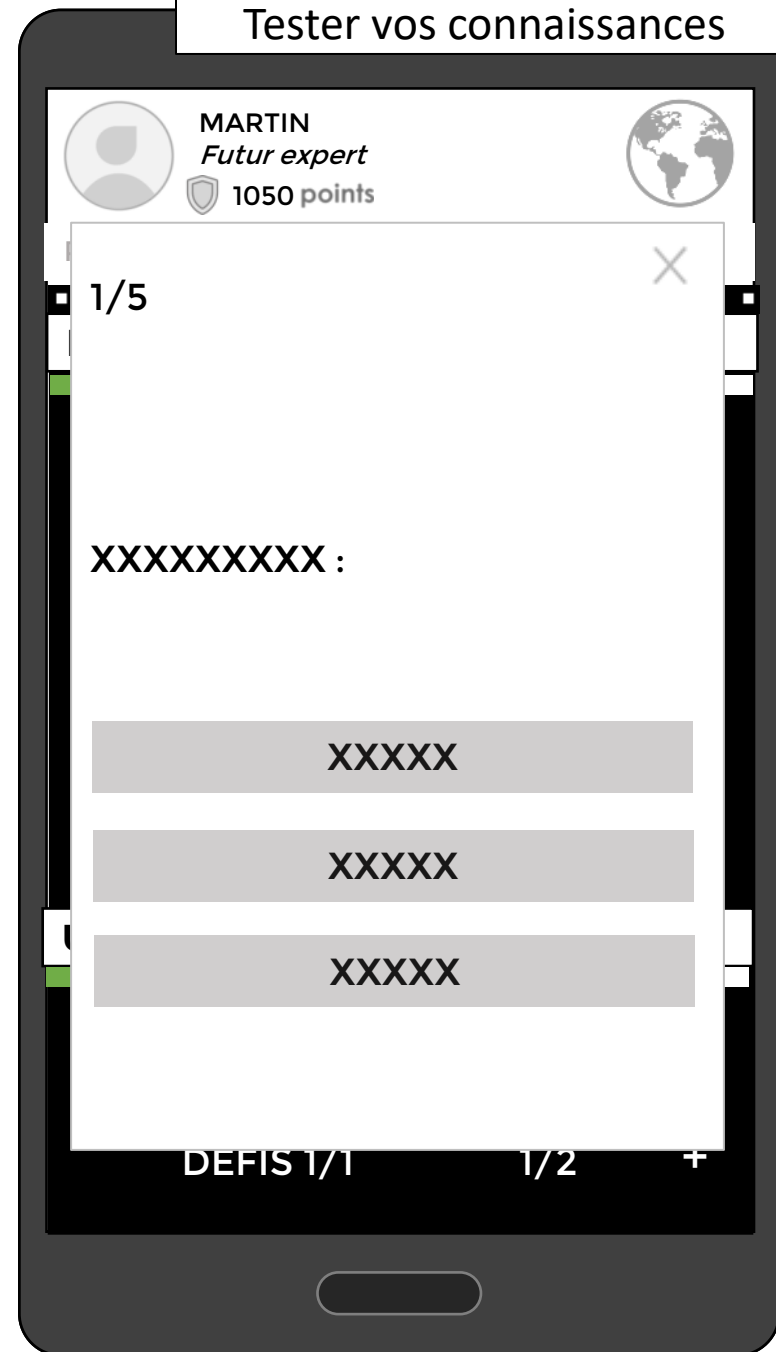 Tester vos connaissances
MARTIN
Futur expert
1050 points
1/5
XXXXXXXXX :
XXXXX
XXXXX
XXXXX
DEFIS 1/1 1/2 +